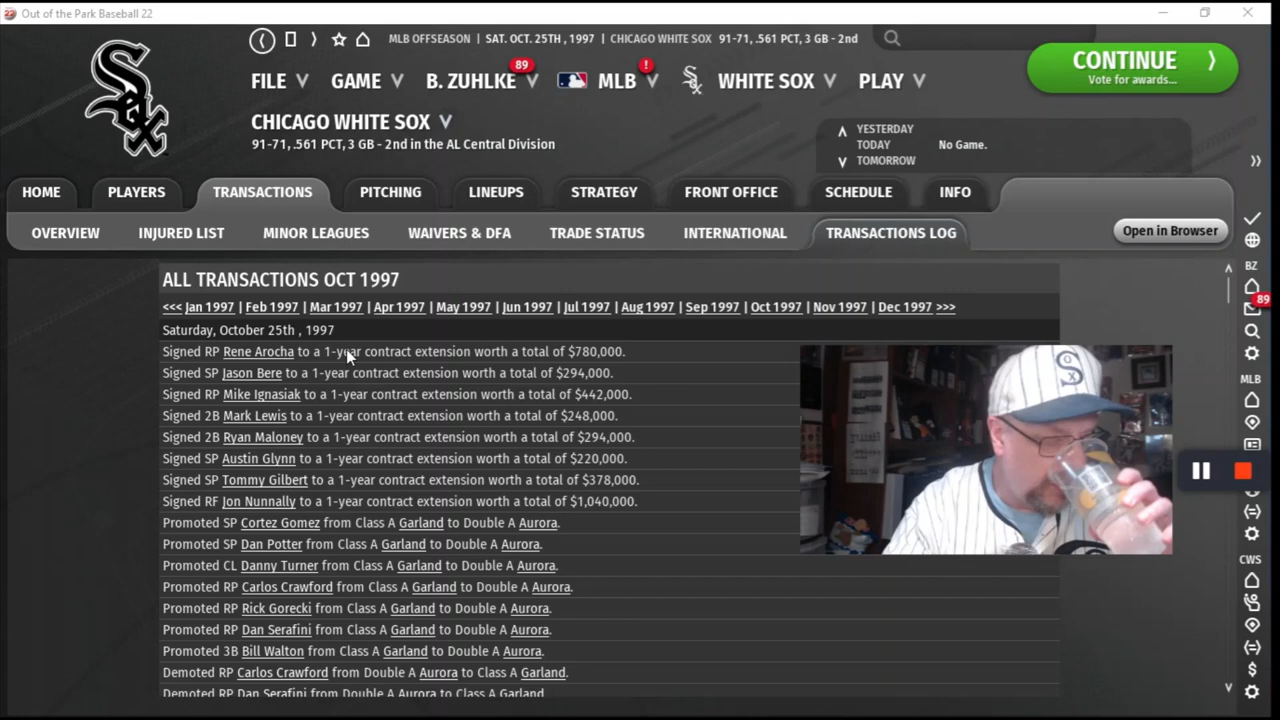 Out of the Park Baseball 22
MLB OFFSEASON | SAT. OCT. 25TH, 1997 | CHICAGO WHITE SOX 91-71, .561 PCT, 3 GB - 2nd
CONTINUE
Vote for awards...
FILE GAME B. ZUHLKE 89 MLB ! WHITE SOX PLAY
CHICAGO WHITE SOX
91-71, .561 PCT, 3 GB - 2nd in the AL Central Division
YESTERDAY
TODAY No Game.
TOMORROW
HOME PLAYERS TRANSACTIONS PITCHING LINEUPS STRATEGY FRONT OFFICE SCHEDULE INFO
OVERVIEW INJURED LIST MINOR LEAGUES WAIVERS & DFA TRADE STATUS INTERNATIONAL TRANSACTIONS LOG Open in Browser
ALL TRANSACTIONS OCT 1997
<<< Jan 1997 | Feb 1997 | Mar 1997 | Apr 1997 | May 1997 | Jun 1997 | Jul 1997 | Aug 1997 | Sep 1997 | Oct 1997 | Nov 1997 | Dec 1997 >>>
Saturday, October 25th , 1997
Signed RP Rene Arocha to a 1-year contract extension worth a total of $780,000.
Signed SP Jason Bere to a 1-year contract extension worth a total of $294,000.
Signed RP Mike Ignasiak to a 1-year contract extension worth a total of $442,000.
Signed 2B Mark Lewis to a 1-year contract extension worth a total of $248,000.
Signed 2B Ryan Maloney to a 1-year contract extension worth a total of $294,000.
Signed SP Austin Glynn to a 1-year contract extension worth a total of $220,000.
Signed SP Tommy Gilbert to a 1-year contract extension worth a total of $378,000.
Signed RF Jon Nunnally to a 1-year contract extension worth a total of $1,040,000.
Promoted SP Cortez Gomez from Class A Garland to Double A Aurora.
Promoted SP Dan Potter from Class A Garland to Double A Aurora.
Promoted CL Danny Turner from Class A Garland to Double A Aurora.
Promoted RP Carlos Crawford from Class A Garland to Double A Aurora.
Promoted RP Rick Gorecki from Class A Garland to Double A Aurora.
Promoted RP Dan Serafini from Class A Garland to Double A Aurora.
Promoted 3B Bill Walton from Class A Garland to Double A Aurora.
Demoted RP Carlos Crawford from Double A Aurora to Class A Garland.
Demoted RP Dan Serafini from Double A Aurora to Class A Garland.
BZ
89
MLB
CWS
Sox
SOX
22